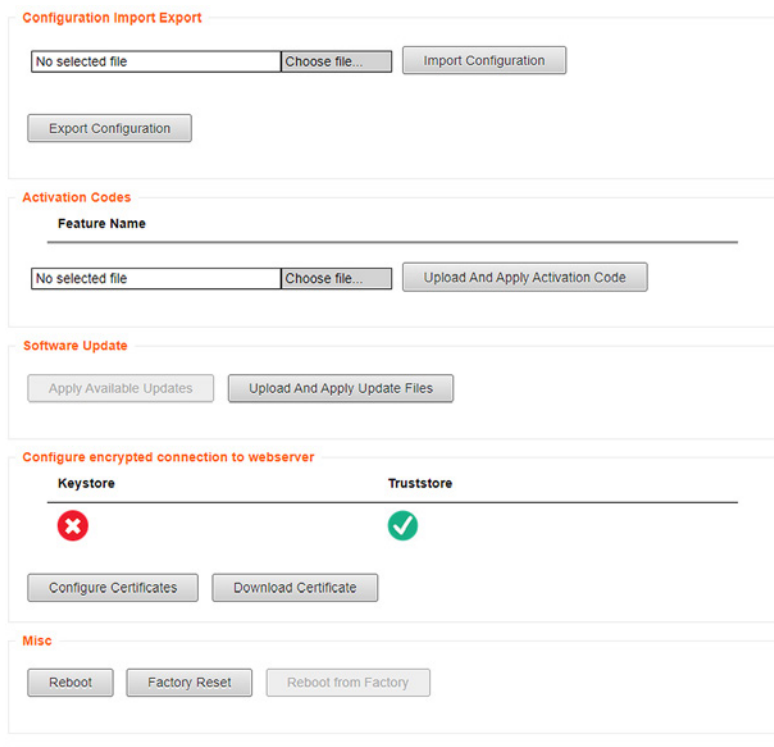 Configuration Import Export
No selected file Choose file... Import Configuration
Export Configuration
Activation Codes
Feature Name
No selected file Choose file... Upload And Apply Activation Code
Software Update
Apply Available Updates Upload And Apply Update Files
Configure encrypted connection to webserver
Keystore Truststore
Configure Certificates Download Certificate
Misc
Reboot Factory Reset Reboot from Factory